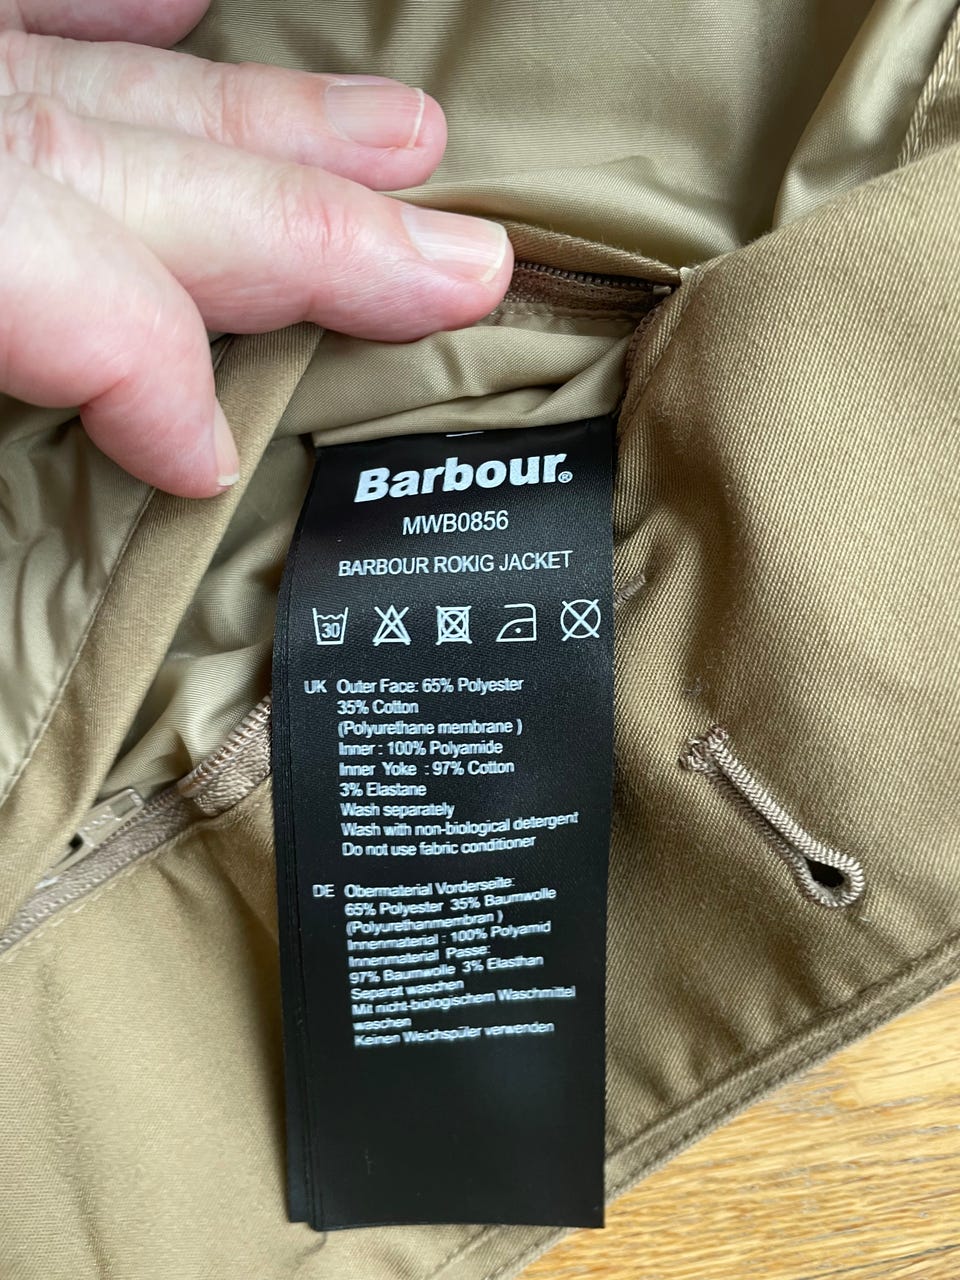 Barbour®
MWB0856
BARBOUR ROKIG JACKET
30
UK Outer Face: 65% Polyester
35% Cotton
(Polyurethane membrane )
Inner : 100% Polyamide
Inner Yoke : 97% Cotton
3% Elastane
Wash separately
Wash with non-biological detergent
Do not use fabric conditioner
DE Obermaterial Vorderseite:
65% Polyester 35% Baumwolle
(Polyurethanmembran )
Innenmaterial : 100% Polyamid
Innenmaterial Passe:
97% Baumwolle 3% Elasthan
Separat waschen
Mit nicht-biologischem Waschmittel
waschen
Keinen Weichspüler verwenden